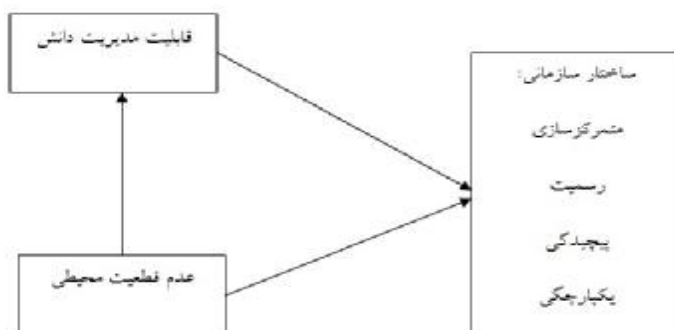 قابلیت مدیریت دانش
ساختار سازمانی:
متمرکزسازی
رسمیت
پیچیدگی
یکپارچگی
عدم قطعیت محیطی